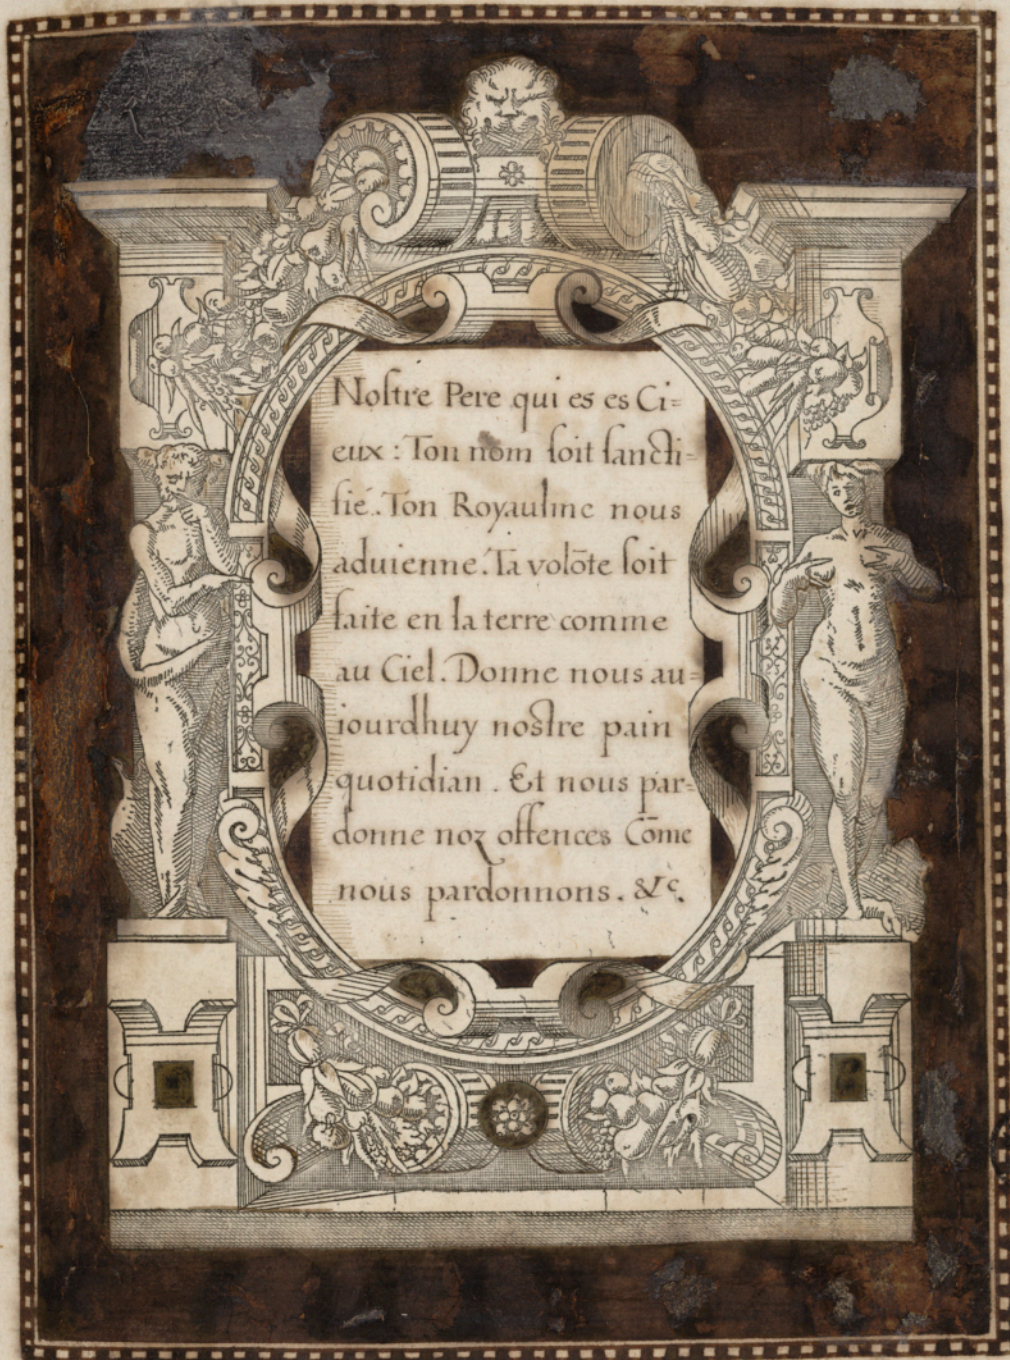 Noſtre Pere qui es es Ci=
eux : Ton nom ſoit ſancti=
fié. Ton Royaulme nous
aduienne. Ta volōte ſoit
faite en la terre comme
au Ciel. Donne nous au=
iourdhuy noſtre pain
quotidian . Et nous par=
donne noz offences Cōme
nous pardonnons . &c.